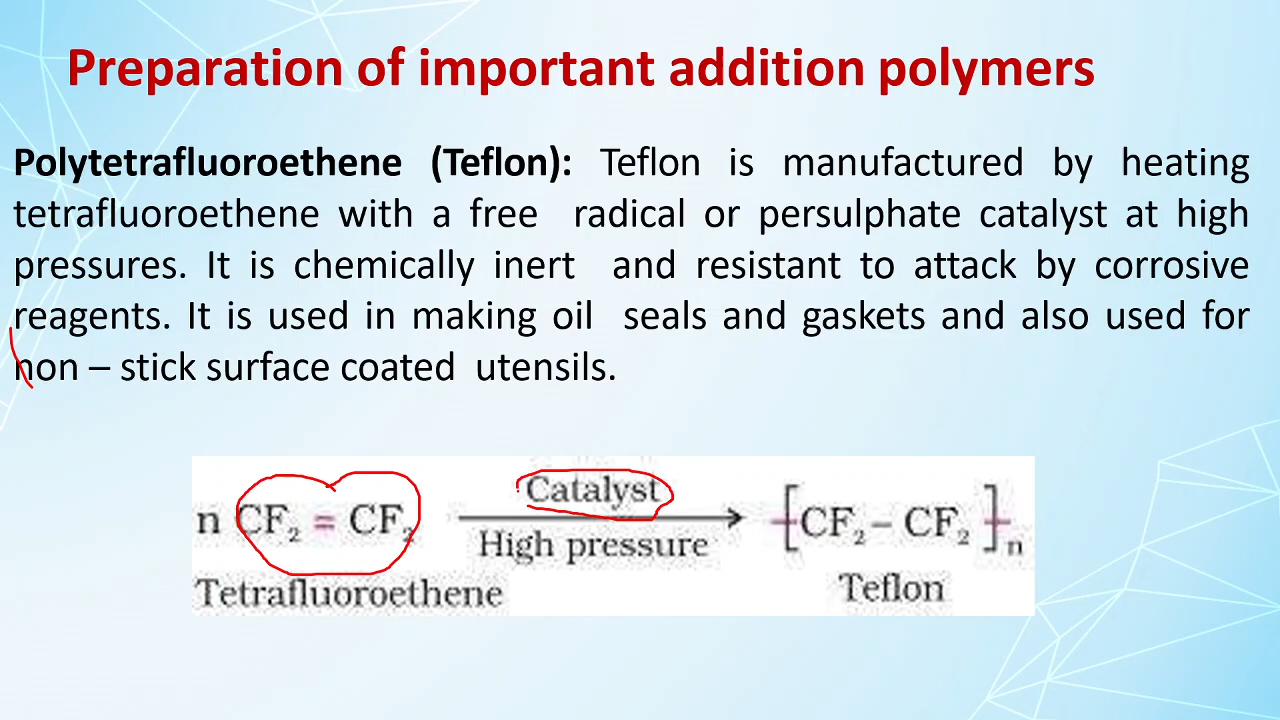 Preparation of important addition polymers
Polytetrafluoroethene (Teflon): Teflon is manufactured by heating
tetrafluoroethene with a free radical or persulphate catalyst at high
pressures. It is chemically inert and resistant to attack by corrosive
reagents. It is used in making oil seals and gaskets and also used for
non – stick surface coated utensils.
Catalyst
n CF₂ = CF₂ → [CF₂ – CF₂]ₙ
High pressure
Tetrafluoroethene Teflon